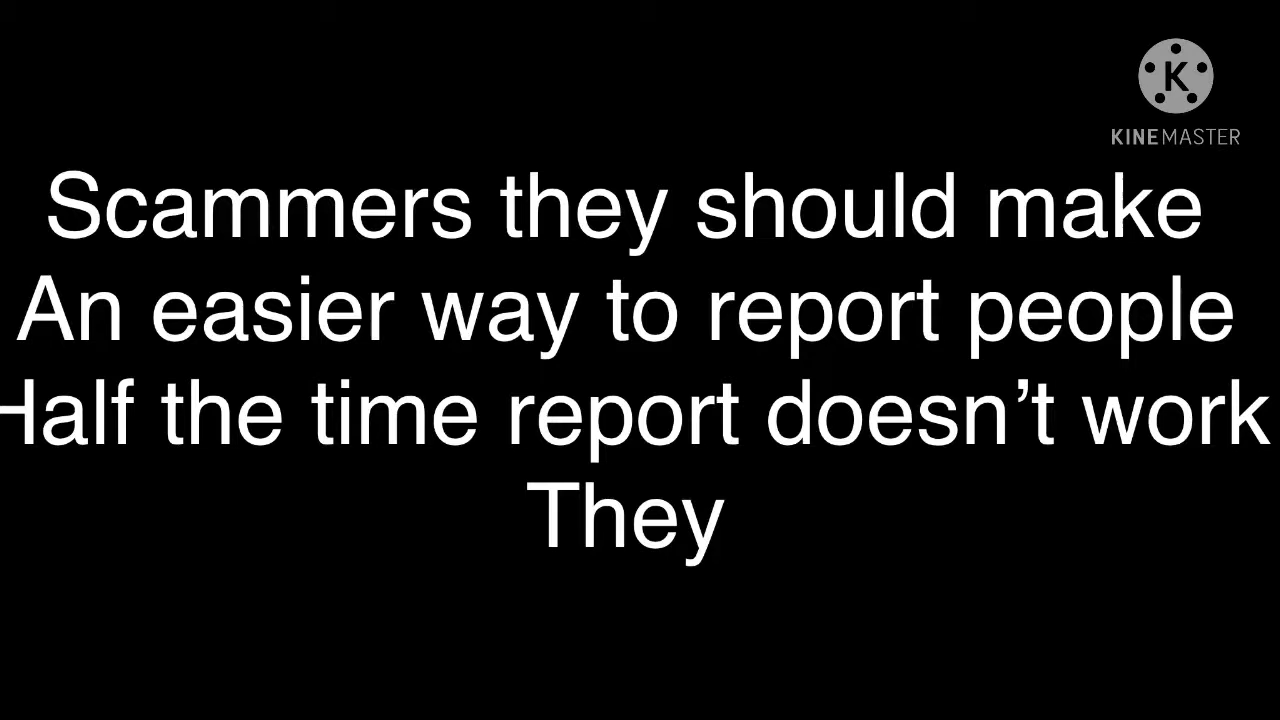 K
KINEMASTER
Scammers they should make
An easier way to report people
Half the time report doesn’t work
They